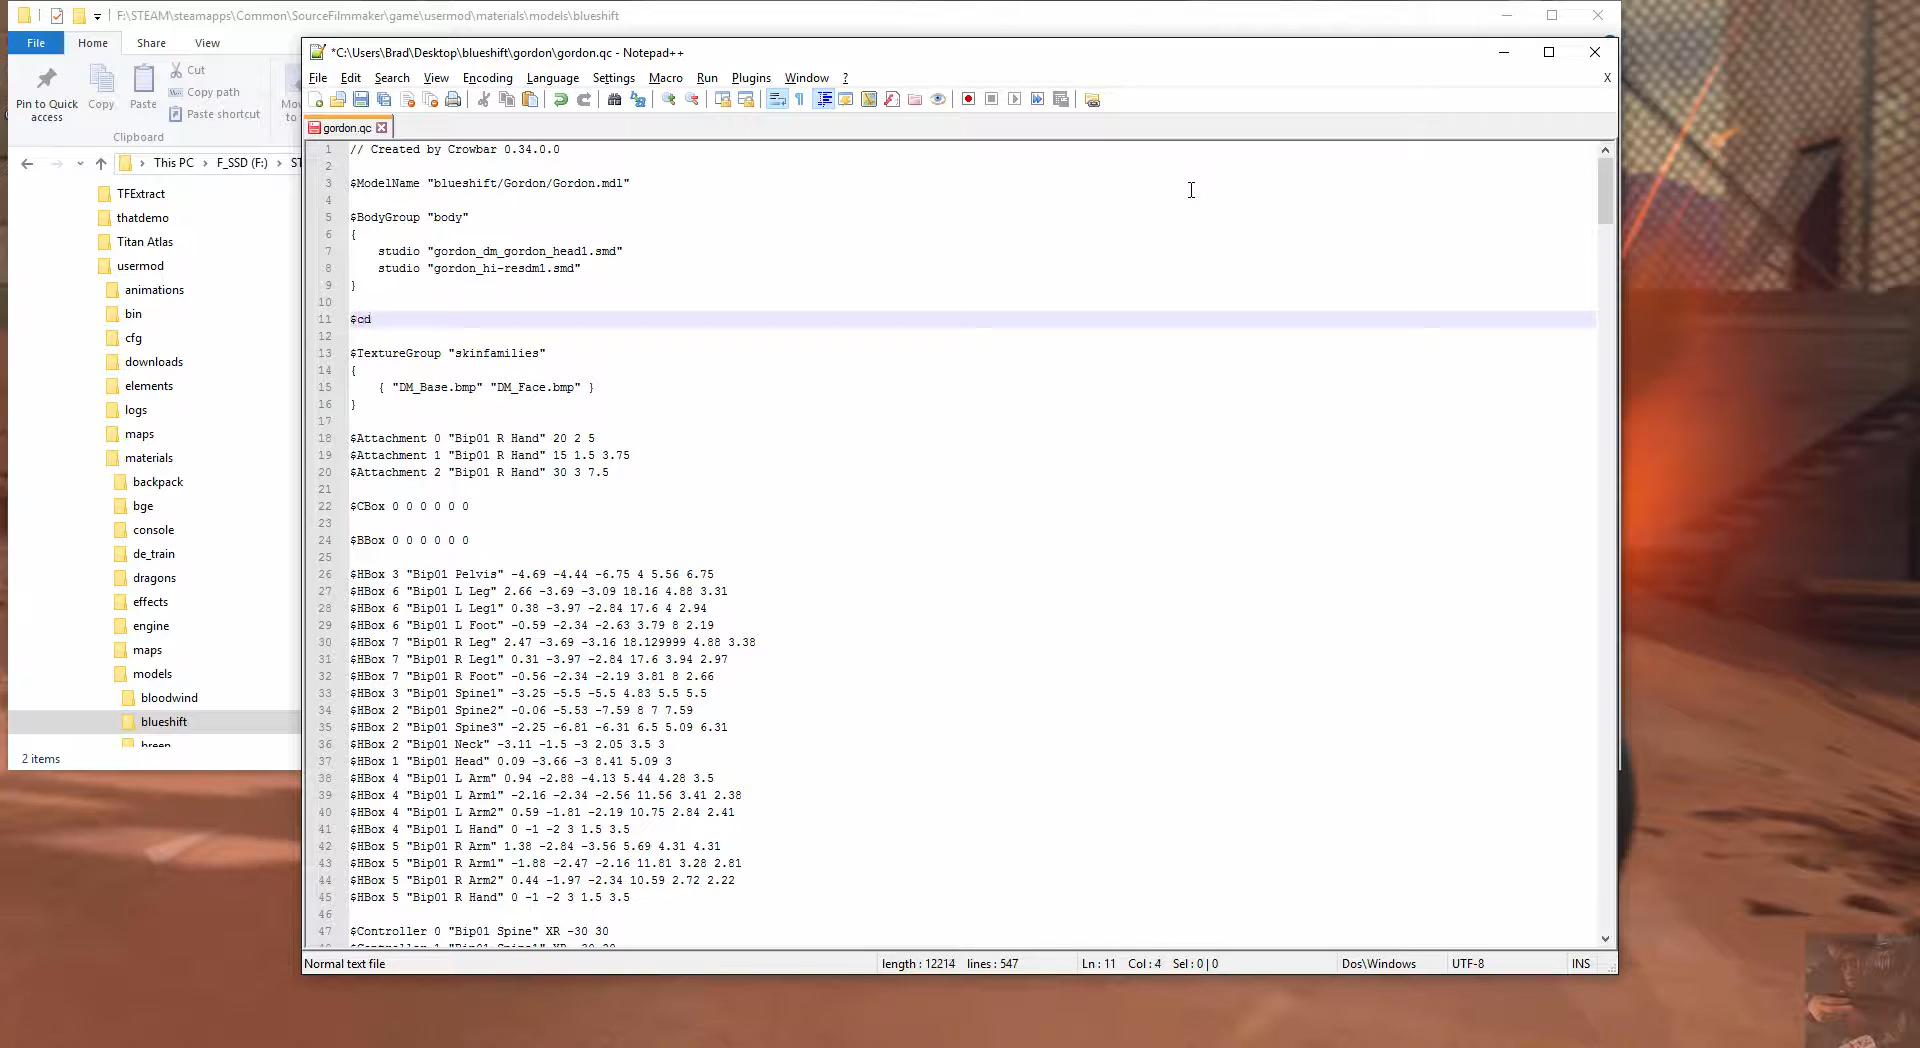 F:\STEAM\steamapps\Common\SourceFilmmaker\game\usermod\materials\models\blueshift
File Home Share View
Pin to Quick access
Copy
Paste
Cut
Copy path
Paste shortcut
Clipboard
This PC > F_SSD (F:) > ST
TFExtract
thatdemo
Titan Atlas
usermod
animations
bin
cfg
downloads
elements
logs
maps
materials
backpack
bge
console
de_train
dragons
effects
engine
maps
models
bloodwind
blueshift
breen
2 items
*C:\Users\Brad\Desktop\blueshift\gordon\gordon.qc - Notepad++
File Edit Search View Encoding Language Settings Macro Run Plugins Window ? X
gordon.qc
1 // Created by Crowbar 0.34.0.0
2
3 $ModelName "blueshift/Gordon/Gordon.mdl"
4
5 $BodyGroup "body"
6 {
7 studio "gordon_dm_gordon_head1.smd"
8 studio "gordon_hi-resdm1.smd"
9 }
10
11 $cd
12
13 $TextureGroup "skinfamilies"
14 {
15 { "DM_Base.bmp" "DM_Face.bmp" }
16 }
17
18 $Attachment 0 "Bip01 R Hand" 20 2 5
19 $Attachment 1 "Bip01 R Hand" 15 1.5 3.75
20 $Attachment 2 "Bip01 R Hand" 30 3 7.5
21
22 $CBox 0 0 0 0 0 0
23
24 $BBox 0 0 0 0 0 0
25
26 $HBox 3 "Bip01 Pelvis" -4.69 -4.44 -6.75 4 5.56 6.75
27 $HBox 6 "Bip01 L Leg" 2.66 -3.69 -3.09 18.16 4.88 3.31
28 $HBox 6 "Bip01 L Leg1" 0.38 -3.97 -2.84 17.6 4 2.94
29 $HBox 6 "Bip01 L Foot" -0.59 -2.34 -2.63 3.79 8 2.19
30 $HBox 7 "Bip01 R Leg" 2.47 -3.69 -3.16 18.129999 4.88 3.38
31 $HBox 7 "Bip01 R Leg1" 0.31 -3.97 -2.84 17.6 3.94 2.97
32 $HBox 7 "Bip01 R Foot" -0.56 -2.34 -2.19 3.81 8 2.66
33 $HBox 3 "Bip01 Spine1" -3.25 -5.5 -5.5 4.83 5.5 5.5
34 $HBox 2 "Bip01 Spine2" -0.06 -5.53 -7.59 8 7 7.59
35 $HBox 2 "Bip01 Spine3" -2.25 -6.81 -6.31 6.5 5.09 6.31
36 $HBox 2 "Bip01 Neck" -3.11 -1.5 -3 2.05 3.5 3
37 $HBox 1 "Bip01 Head" 0.09 -3.66 -3 8.41 5.09 3
38 $HBox 4 "Bip01 L Arm" 0.94 -2.88 -4.13 5.44 4.28 3.5
39 $HBox 4 "Bip01 L Arm1" -2.16 -2.34 -2.56 11.56 3.41 2.38
40 $HBox 4 "Bip01 L Arm2" 0.59 -1.81 -2.19 10.75 2.84 2.41
41 $HBox 4 "Bip01 L Hand" 0 -1 -2 3 1.5 3.5
42 $HBox 5 "Bip01 R Arm" 1.38 -2.84 -3.56 5.69 4.31 4.31
43 $HBox 5 "Bip01 R Arm1" -1.88 -2.47 -2.16 11.81 3.28 2.81
44 $HBox 5 "Bip01 R Arm2" 0.44 -1.97 -2.34 10.59 2.72 2.22
45 $HBox 5 "Bip01 R Hand" 0 -1 -2 3 1.5 3.5
46
47 $Controller 0 "Bip01 Spine" XR -30 30
Normal text file length : 12214 lines : 547 Ln : 11 Col : 4 Sel : 0 | 0 Dos\Windows UTF-8 INS